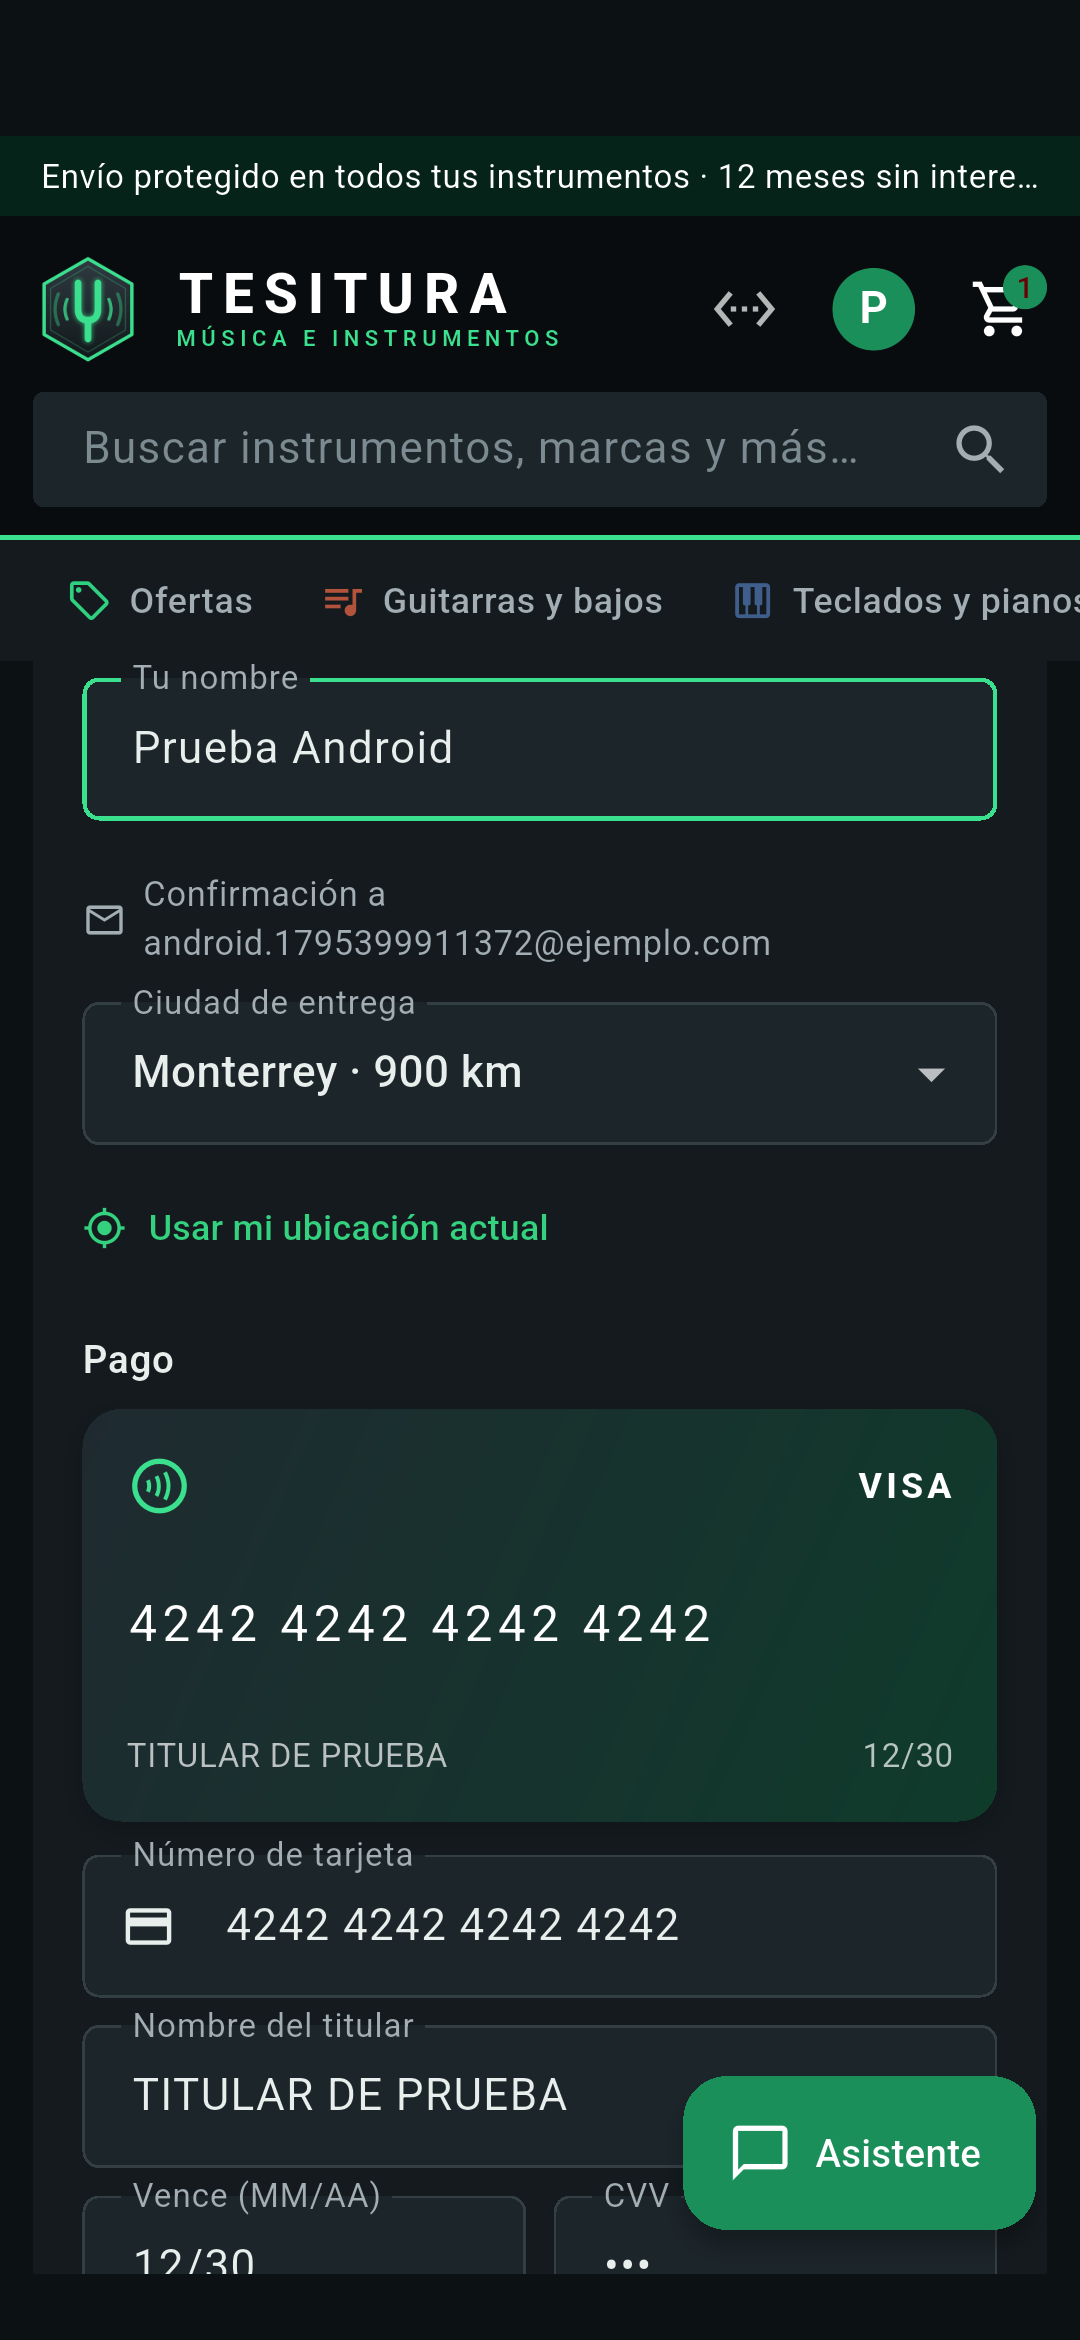 Envío protegido en todos tus instrumentos · 12 meses sin intere…
TESITURA
MÚSICA E INSTRUMENTOS
P
1
Buscar instrumentos, marcas y más…
Ofertas
Guitarras y bajos
Teclados y pianos
Tu nombre
Prueba Android
Confirmación a
android.1795399911372@ejemplo.com
Ciudad de entrega
Monterrey · 900 km
Usar mi ubicación actual
Pago
VISA
4242 4242 4242 4242
TITULAR DE PRUEBA
12/30
Número de tarjeta
4242 4242 4242 4242
Nombre del titular
TITULAR DE PRUEBA
Asistente
Vence (MM/AA)
CVV
12/30
•••